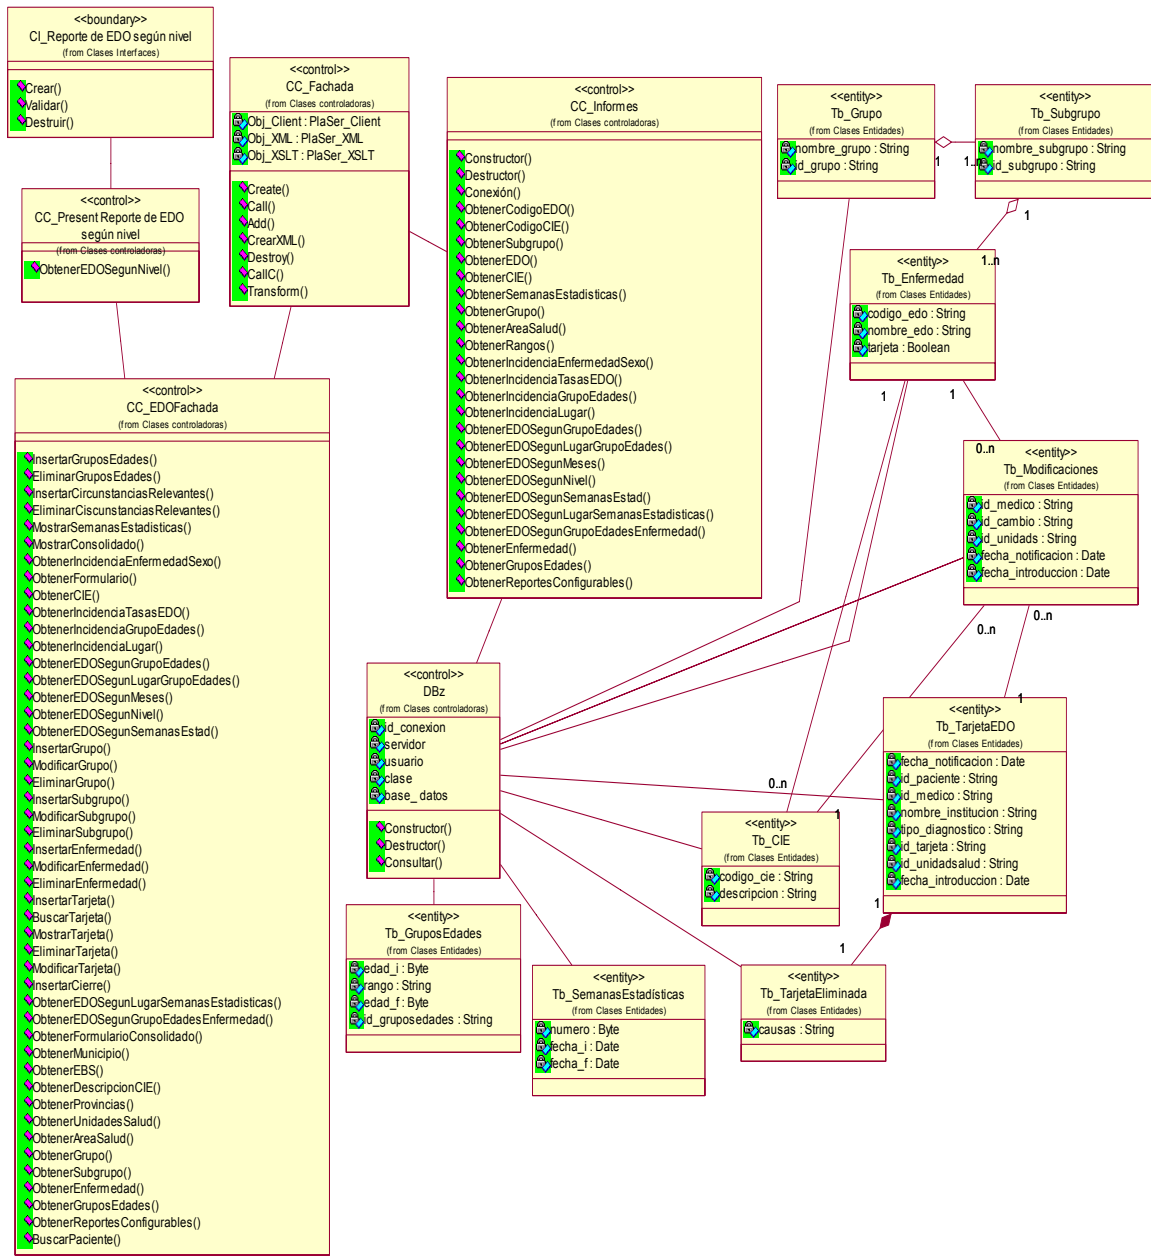 <<boundary>>
CI_Reporte de EDO según nivel
(from Clases Interfaces)
Crear()
Validar()
Destruir()
<<control>>
CC_Present Reporte de EDO
según nivel
(from Clases controladoras)
ObtenerEDOSegunNivel()
<<control>>
CC_Fachada
(from Clases controladoras)
Obj_Client : PlaSer_Client
Obj_XML : PlaSer_XML
Obj_XSLT : PlaSer_XSLT
Create()
Call()
Add()
CrearXML()
Destroy()
CallC()
Transform()
<<control>>
CC_Informes
(from Clases controladoras)
Constructor()
Destructor()
Conexión()
ObtenerCodigoEDO()
ObtenerCodigoCIE()
ObtenerSubgrupo()
ObtenerEDO()
ObtenerCIE()
ObtenerSemanasEstadisticas()
ObtenerGrupo()
ObtenerAreaSalud()
ObtenerRangos()
ObtenerIncidenciaEnfermedadSexo()
ObtenerIncidenciaTasasEDO()
ObtenerIncidenciaGrupoEdades()
ObtenerIncidenciaLugar()
ObtenerEDOSegunGrupoEdades()
ObtenerEDOSegunLugarGrupoEdades()
ObtenerEDOSegunMeses()
ObtenerEDOSegunNivel()
ObtenerEDOSegunSemanasEstad()
ObtenerEDOSegunLugarSemanasEstadisticas()
ObtenerEDOSegunGrupoEdadesEnfermedad()
ObtenerEnfermedad()
ObtenerGruposEdades()
ObtenerReportesConfigurables()
<<entity>>
Tb_Grupo
(from Clases Entidades)
nombre_grupo : String
id_grupo : String
1
1..n
<<entity>>
Tb_Subgrupo
(from Clases Entidades)
nombre_subgrupo : String
id_subgrupo : String
1
1..n
<<entity>>
Tb_Enfermedad
(from Clases Entidades)
codigo_edo : String
nombre_edo : String
tarjeta : Boolean
1
1
0..n
<<entity>>
Tb_Modificaciones
(from Clases Entidades)
id_medico : String
id_cambio : String
id_unidads : String
fecha_notificacion : Date
fecha_introduccion : Date
0..n
0..n
1
<<control>>
CC_EDOFachada
(from Clases controladoras)
InsertarGruposEdades()
EliminarGruposEdades()
InsertarCircunstanciasRelevantes()
EliminarCiscunstanciasRelevantes()
MostrarSemanasEstadisticas()
MostrarConsolidado()
ObtenerIncidenciaEnfermedadSexo()
ObtenerFormulario()
ObtenerCIE()
ObtenerIncidenciaTasasEDO()
ObtenerIncidenciaGrupoEdades()
ObtenerIncidenciaLugar()
ObtenerEDOSegunGrupoEdades()
ObtenerEDOSegunLugarGrupoEdades()
ObtenerEDOSegunMeses()
ObtenerEDOSegunNivel()
ObtenerEDOSegunSemanasEstad()
InsertarGrupo()
ModificarGrupo()
EliminarGrupo()
InsertarSubgrupo()
ModificarSubgrupo()
EliminarSubgrupo()
InsertarEnfermedad()
ModificarEnfermedad()
EliminarEnfermedad()
InsertarTarjeta()
BuscarTarjeta()
MostrarTarjeta()
EliminarTarjeta()
ModificarTarjeta()
InsertarCierre()
ObtenerEDOSegunLugarSemanasEstadisticas()
ObtenerEDOSegunGrupoEdadesEnfermedad()
ObtenerFormularioConsolidado()
ObtenerMunicipio()
ObtenerEBS()
ObtenerDescripcionCIE()
ObtenerProvincias()
ObtenerUnidadesSalud()
ObtenerAreaSalud()
ObtenerGrupo()
ObtenerSubgrupo()
ObtenerEnfermedad()
ObtenerGruposEdades()
ObtenerReportesConfigurables()
BuscarPaciente()
<<control>>
DBz
(from Clases controladoras)
id_conexion
servidor
usuario
clase
base_ datos
Constructor()
Destructor()
Consultar()
<<entity>>
Tb_TarjetaEDO
(from Clases Entidades)
fecha_notificacion : Date
id_paciente : String
id_medico : String
nombre_institucion : String
tipo_diagnostico : String
id_tarjeta : String
id_unidadsalud : String
fecha_introduccion : Date
0..n
1
<<entity>>
Tb_CIE
(from Clases Entidades)
codigo_cie : String
descripcion : String
1
1
<<entity>>
Tb_GruposEdades
(from Clases Entidades)
edad_i : Byte
rango : String
edad_f : Byte
id_gruposedades : String
<<entity>>
Tb_SemanasEstadísticas
(from Clases Entidades)
numero : Byte
fecha_i : Date
fecha_f : Date
<<entity>>
Tb_TarjetaEliminada
(from Clases Entidades)
causas : String